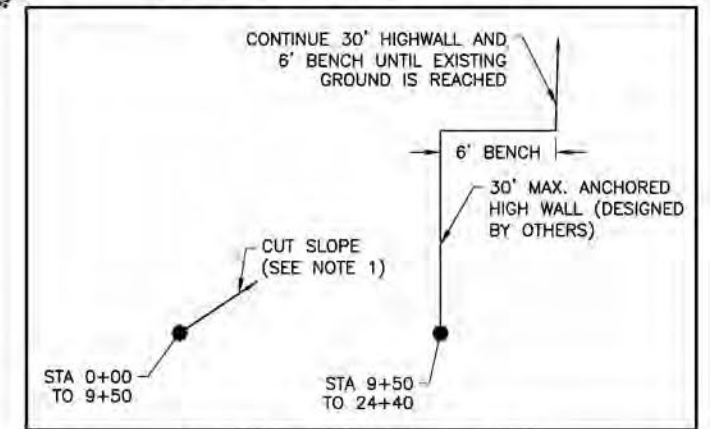 CONTINUE 30' HIGHWALL AND
6' BENCH UNTIL EXISTING
GROUND IS REACHED
6' BENCH
30' MAX. ANCHORED
HIGH WALL (DESIGNED
BY OTHERS)
CUT SLOPE
(SEE NOTE 1)
STA 0+00
TO 9+50
STA 9+50
TO 24+40